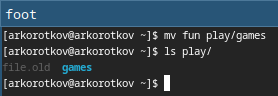 foot
[arkorotkov@arkorotkov ~]$ mv fun play/games
[arkorotkov@arkorotkov ~]$ ls play/
file.old  games
[arkorotkov@arkorotkov ~]$